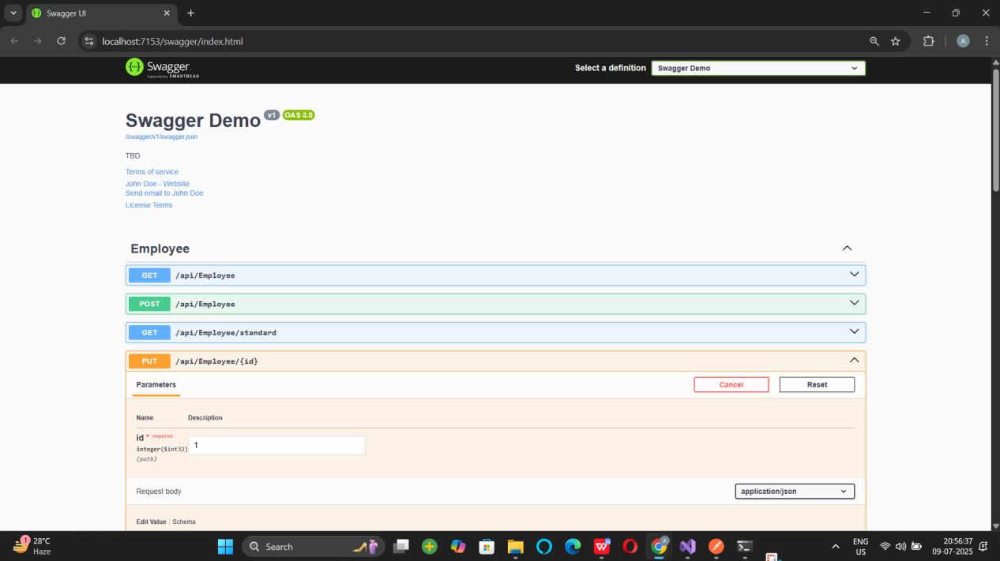 Swagger UI
localhost:7153/swagger/index.html
A
Swagger.
Supported by SMARTBEAR
Select a definition
Swagger Demo
Swagger Demo v1 OAS 3.0
/swagger/v1/swagger.json
TBD
Terms of service
John Doe - Website
Send email to John Doe
License Terms
Employee
GET /api/Employee
POST /api/Employee
GET /api/Employee/standard
PUT /api/Employee/{id}
Parameters
Cancel
Reset
Name Description
id * required
integer($int32)
(path)
1
Request body
application/json
Edit Value | Schema
1
28°C
Haze
Search
W
A
ENG
US
20:56:37
09-07-2025